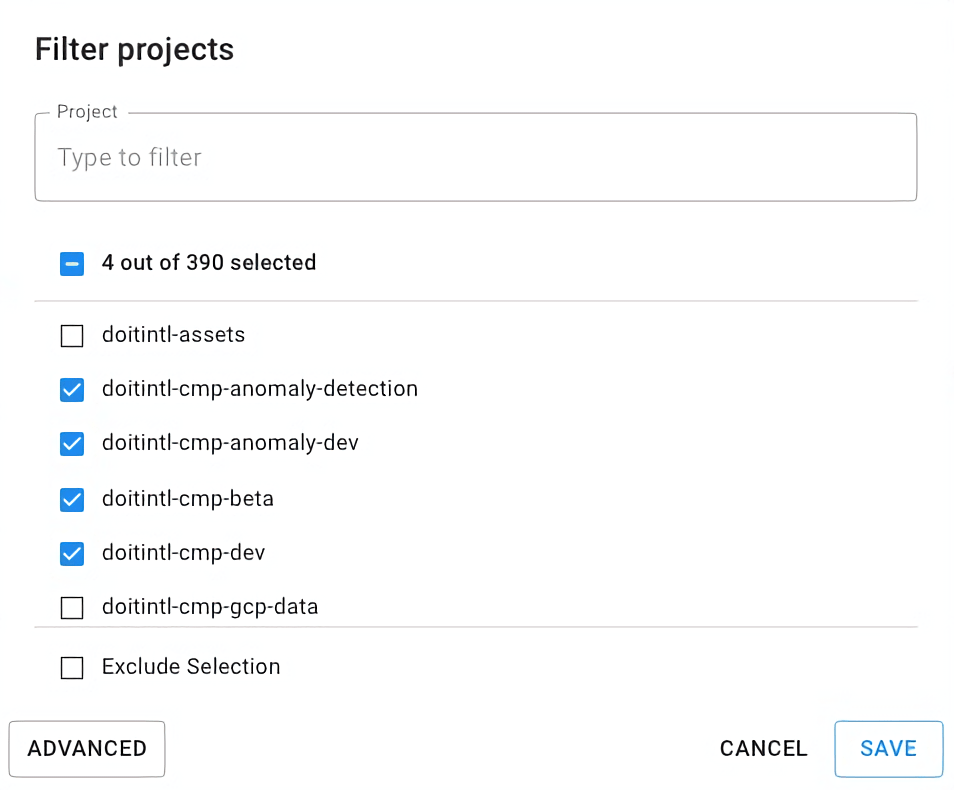 Filter projects
Project
Type to filter
4 out of 390 selected
doitintl-assets
doitintl-cmp-anomaly-detection
doitintl-cmp-anomaly-dev
doitintl-cmp-beta
doitintl-cmp-dev
doitintl-cmp-gcp-data
Exclude Selection
ADVANCED CANCEL SAVE